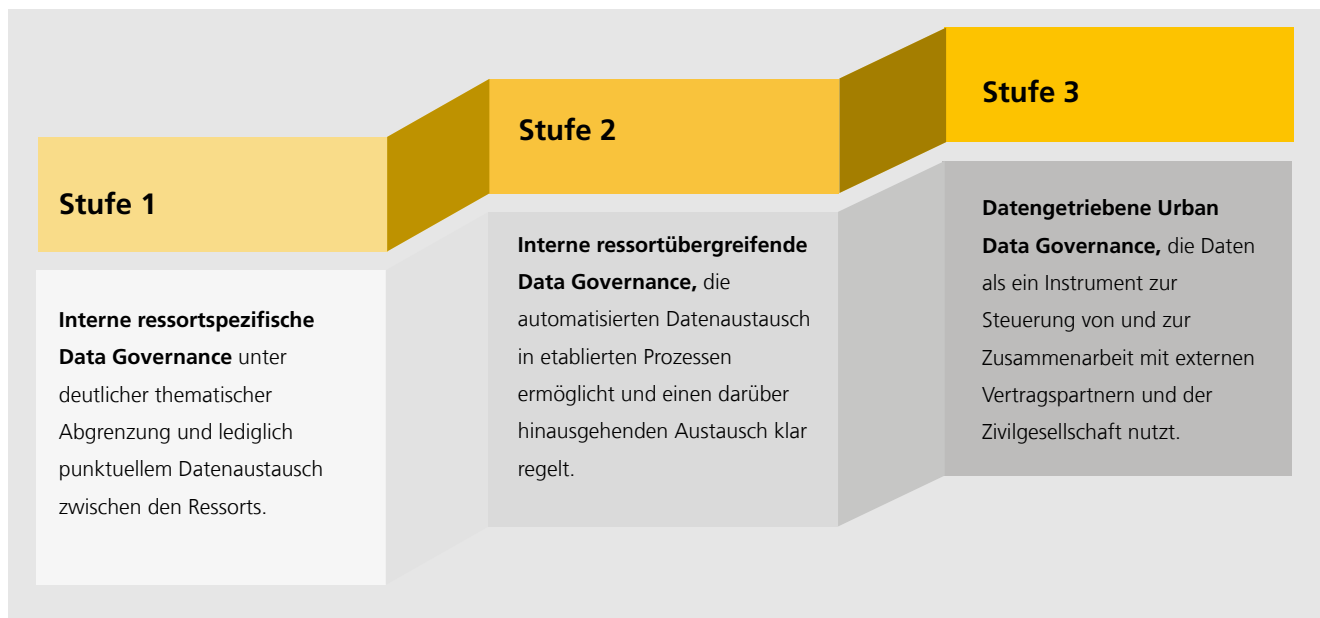 Stufe 1
Interne ressortspezifische
Data Governance unter
deutlicher thematischer
Abgrenzung und lediglich
punktuellem Datenaustausch
zwischen den Ressorts.
Stufe 2
Interne ressortübergreifende
Data Governance, die
automatisierten Datenaustausch
in etablierten Prozessen
ermöglicht und einen darüber
hinausgehenden Austausch klar
regelt.
Stufe 3
Datengetriebene Urban
Data Governance, die Daten
als ein Instrument zur
Steuerung von und zur
Zusammenarbeit mit externen
Vertragspartnern und der
Zivilgesellschaft nutzt.